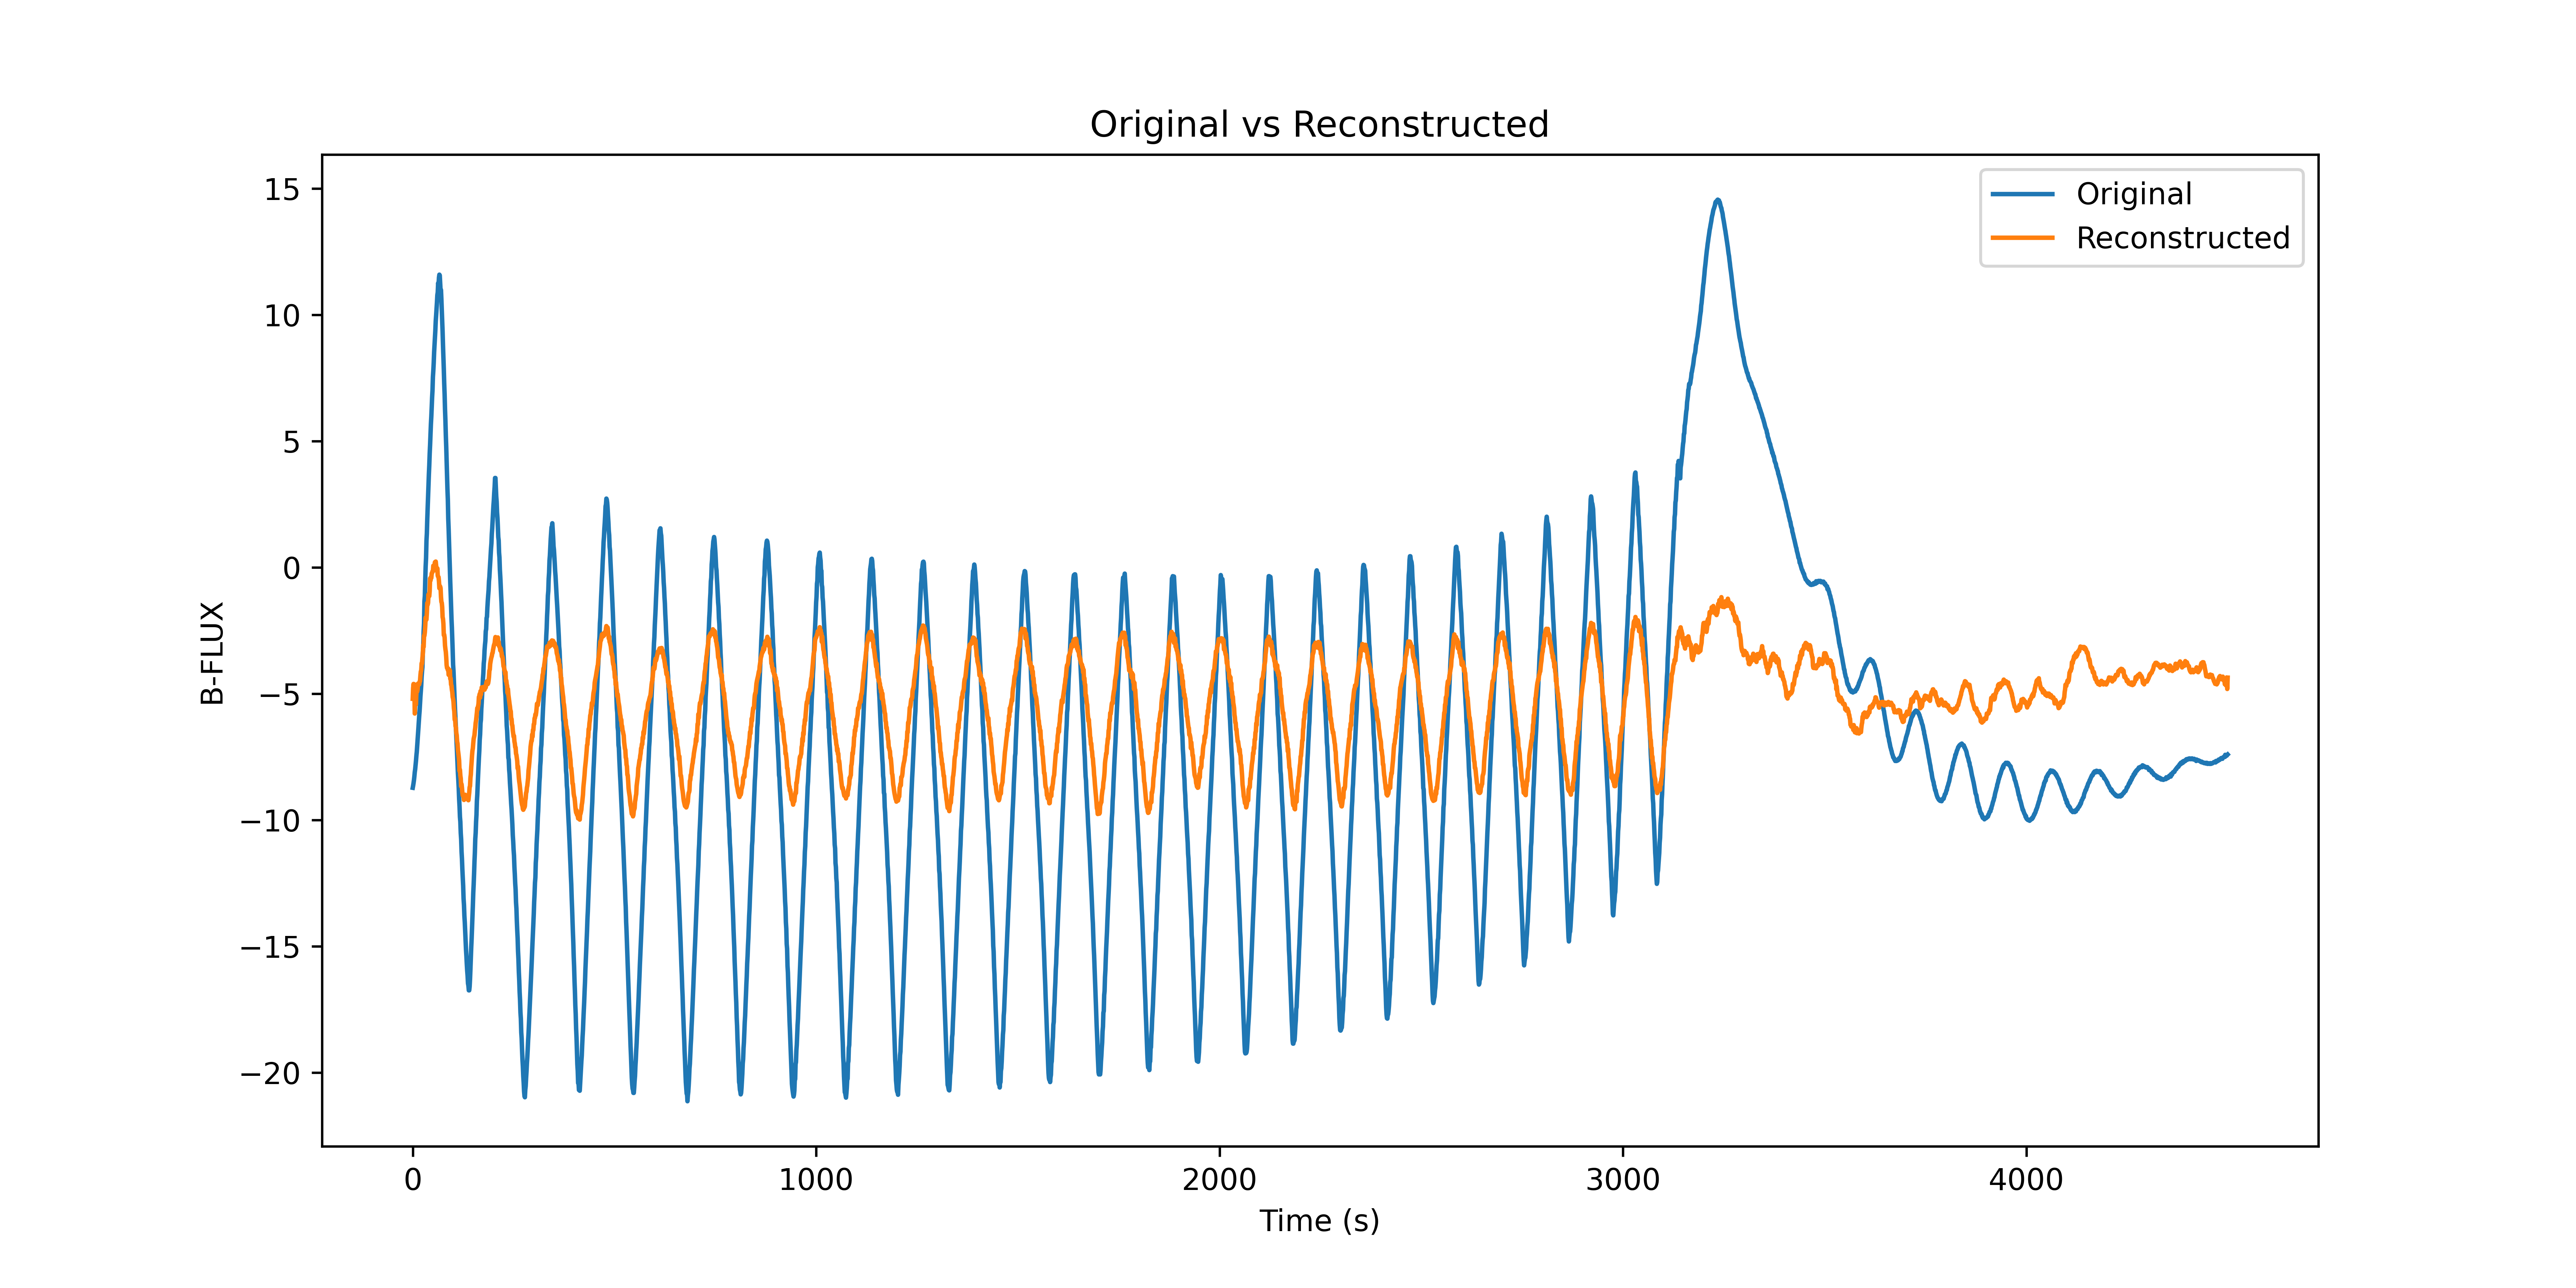 Original vs Reconstructed
Original
Reconstructed
15
10
5
0
−5
−10
−15
−20
B-FLUX
0
1000
2000
3000
4000
Time (s)